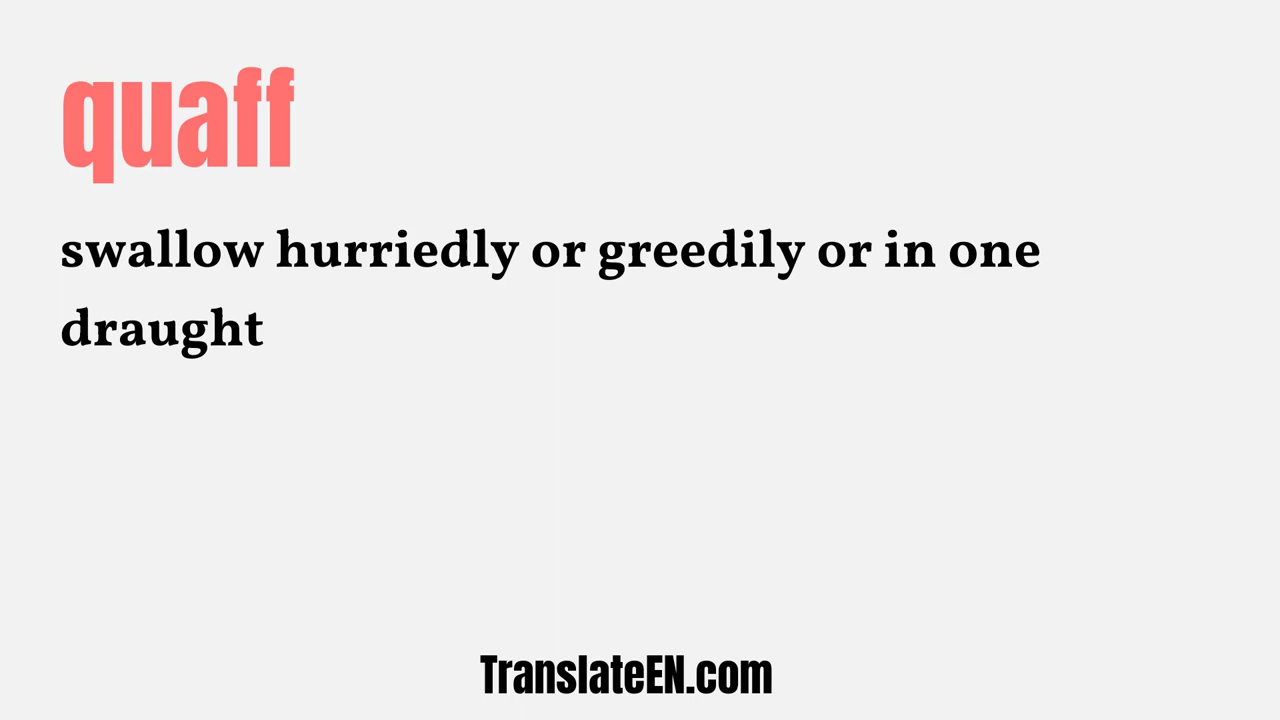 quaff
swallow hurriedly or greedily or in one
draught
TranslateEN.com